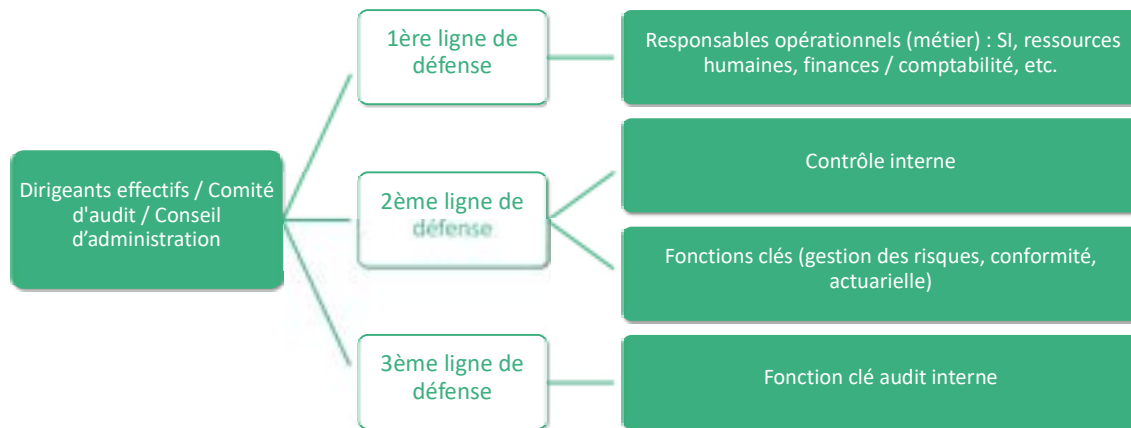 1ère ligne de
défense
Responsables opérationnels (métier) : SI, ressources
humaines, finances / comptabilité, etc.
Dirigeants effectifs / Comité
d'audit / Conseil
d’administration
2ème ligne de
défense
Contrôle interne
Fonctions clés (gestion des risques, conformité,
actuarielle)
3ème ligne de
défense
Fonction clé audit interne